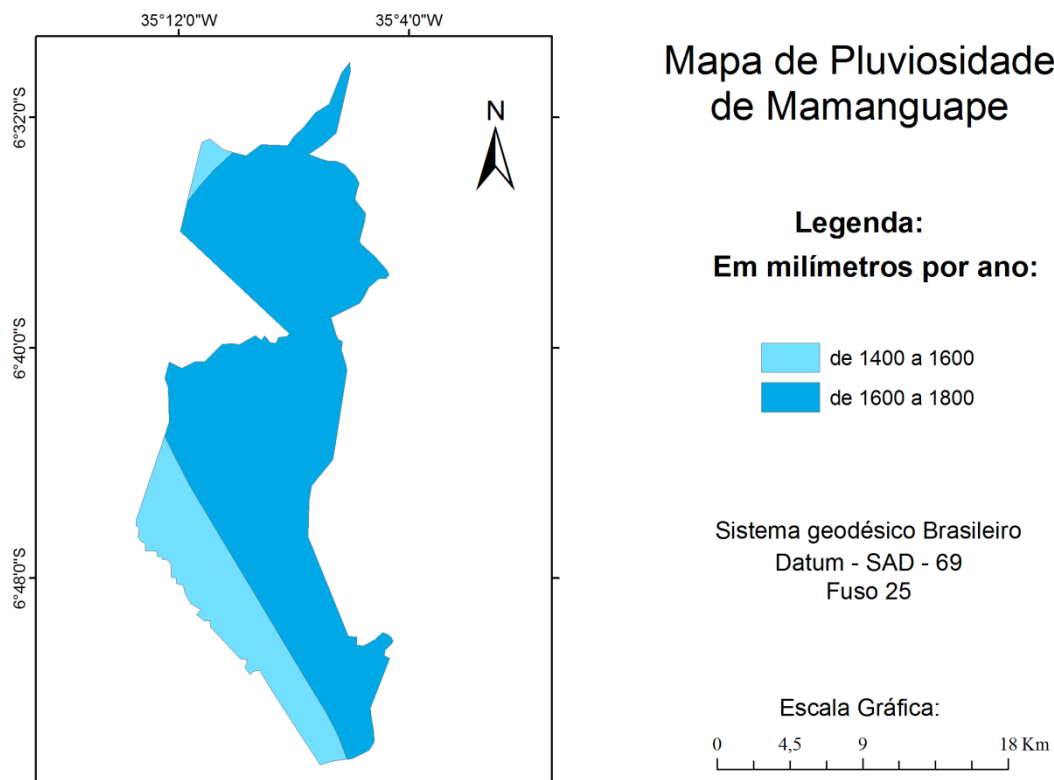 35°12'0"W
35°4'0"W
6°32'0"S
6°40'0"S
6°48'0"S
N
Mapa de Pluviosidade
de Mamanguape
Legenda:
Em milímetros por ano:
de 1400 a 1600
de 1600 a 1800
Sistema geodésico Brasileiro
Datum - SAD - 69
Fuso 25
Escala Gráfica:
0 4,5 9 18 Km